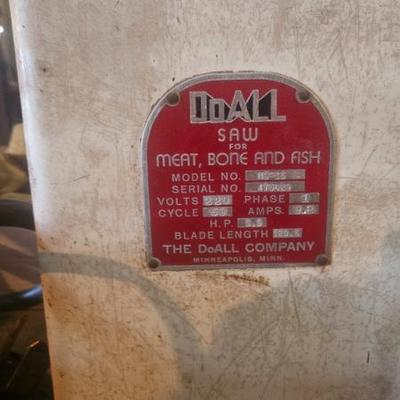 DoALL
SAW
FOR
MEAT, BONE AND FISH
MODEL NO.
SERIAL NO.
VOLTS 220 PHASE 1
CYCLE 60 AMPS.
H.P.
BLADE LENGTH
THE DoALL COMPANY
MINNEAPOLIS, MINN.